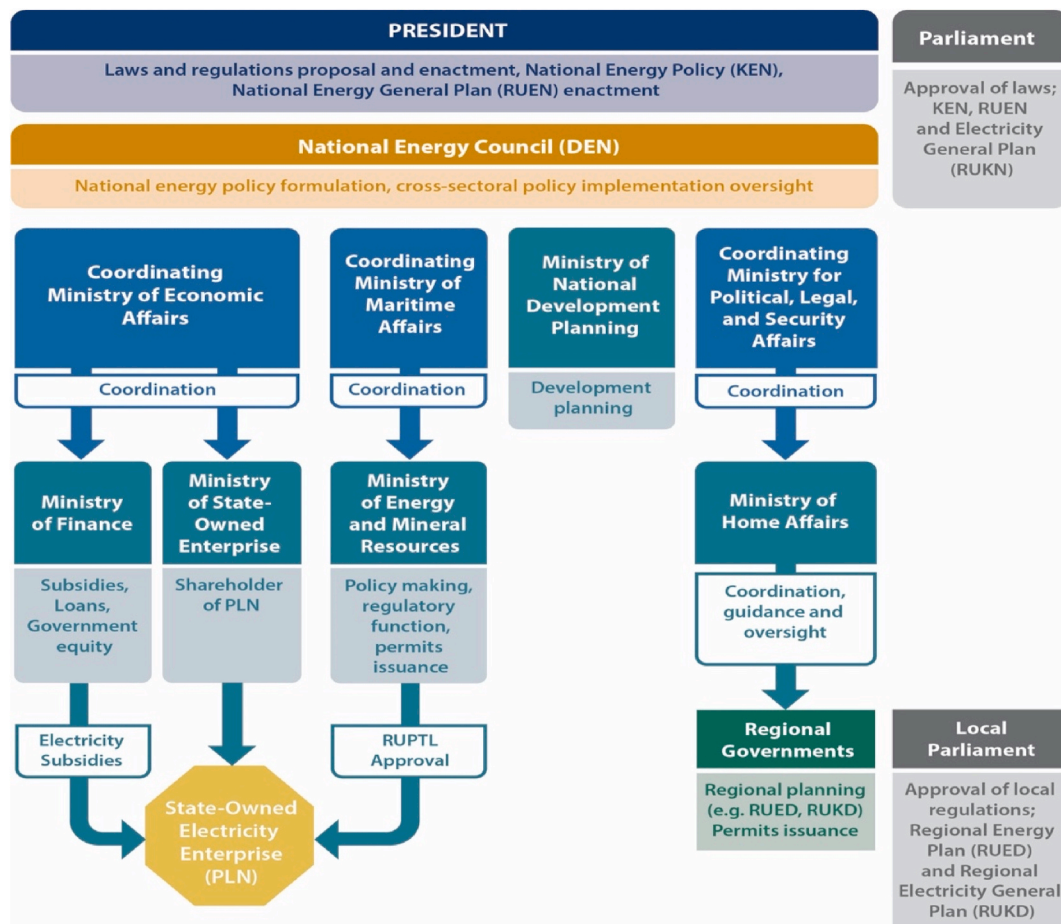 PRESIDENT
Laws and regulations proposal and enactment, National Energy Policy (KEN),
National Energy General Plan (RUEN) enactment
Parliament
Approval of laws;
KEN, RUEN
and Electricity
General Plan
(RUKN)
National Energy Council (DEN)
National energy policy formulation, cross-sectoral policy implementation oversight
Coordinating
Ministry of Economic
Affairs
Coordination
Coordinating
Ministry of
Maritime
Affairs
Coordination
Ministry of
National
Development
Planning
Development
planning
Coordinating
Ministry for
Political, Legal,
and Security
Affairs
Coordination
Ministry
of Finance
Subsidies,
Loans,
Government
equity
Electricity
Subsidies
Ministry
of State-
Owned
Enterprise
Shareholder
of PLN
Ministry
of Energy
and Mineral
Resources
Policy making,
regulatory
function,
permits
issuance
RUPTL
Approval
State-Owned
Electricity
Enterprise
(PLN)
Ministry of
Home Affairs
Coordination,
guidance and
oversight
Regional
Governments
Regional planning
(e.g. RUED, RUKD)
Permits issuance
Local
Parliament
Approval of local
regulations;
Regional Energy
Plan (RUED)
and Regional
Electricity General
Plan (RUKD)